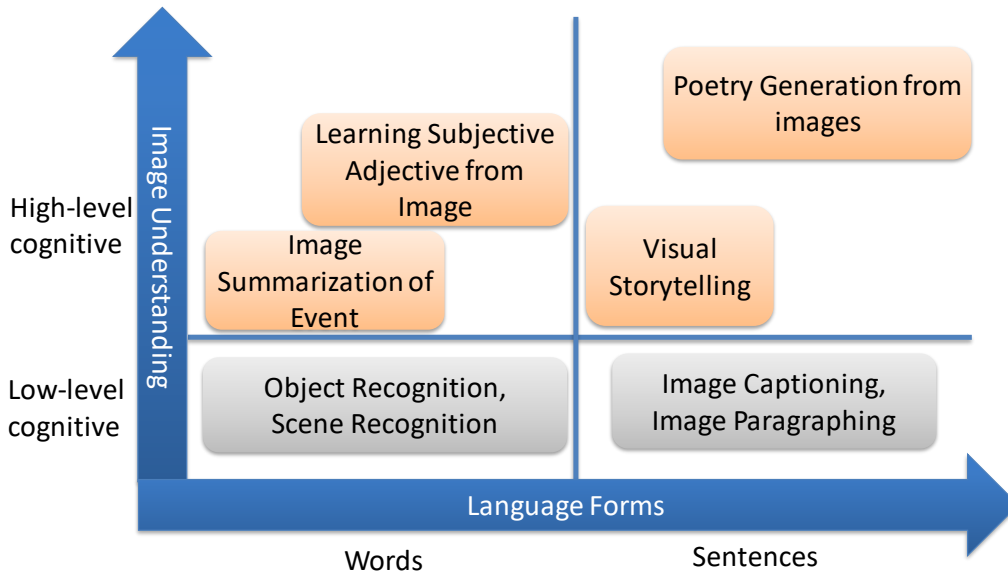 Poetry Generation from
images
Learning Subjective
Adjective from
Image
High-level
cognitive
Image Understanding
Image
Summarization of
Event
Visual
Storytelling
Low-level
cognitive
Object Recognition,
Scene Recognition
Image Captioning,
Image Paragraphing
Language Forms
Words
Sentences